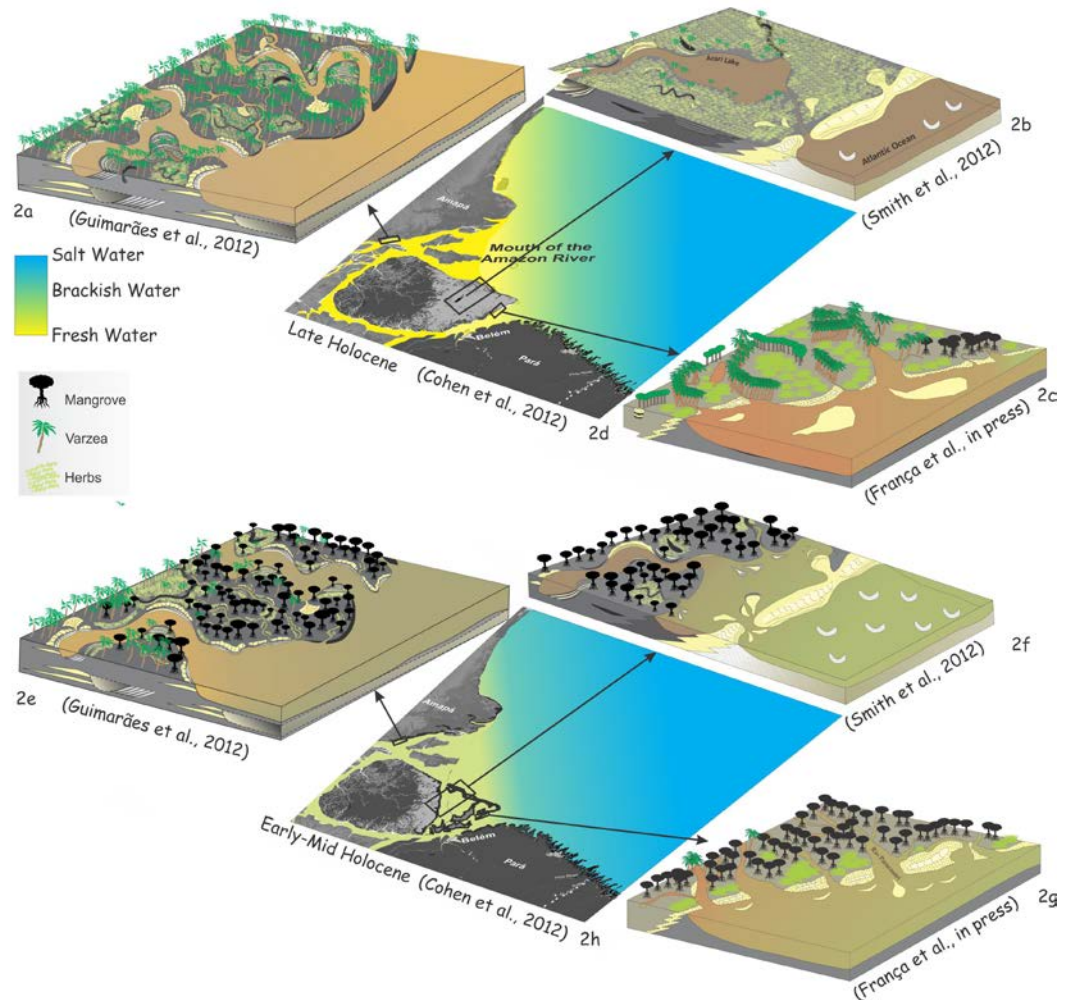 Arari Lake
Atlantic Ocean
2b
(Smith et al., 2012)
2a
(Guimarães et al., 2012)
Salt Water
Brackish Water
Fresh Water
Amapá
Mouth of the
Amazon River
Belém
Pará
Late Holocene (Cohen et al., 2012)
2d
2c
(França et al., in press)
Mangrove
Varzea
Herbs
2e
(Guimarães et al., 2012)
2f
(Smith et al., 2012)
Amapá
Belém
Pará
Early-Mid Holocene (Cohen et al., 2012)
2h
2g
(França et al., in press)